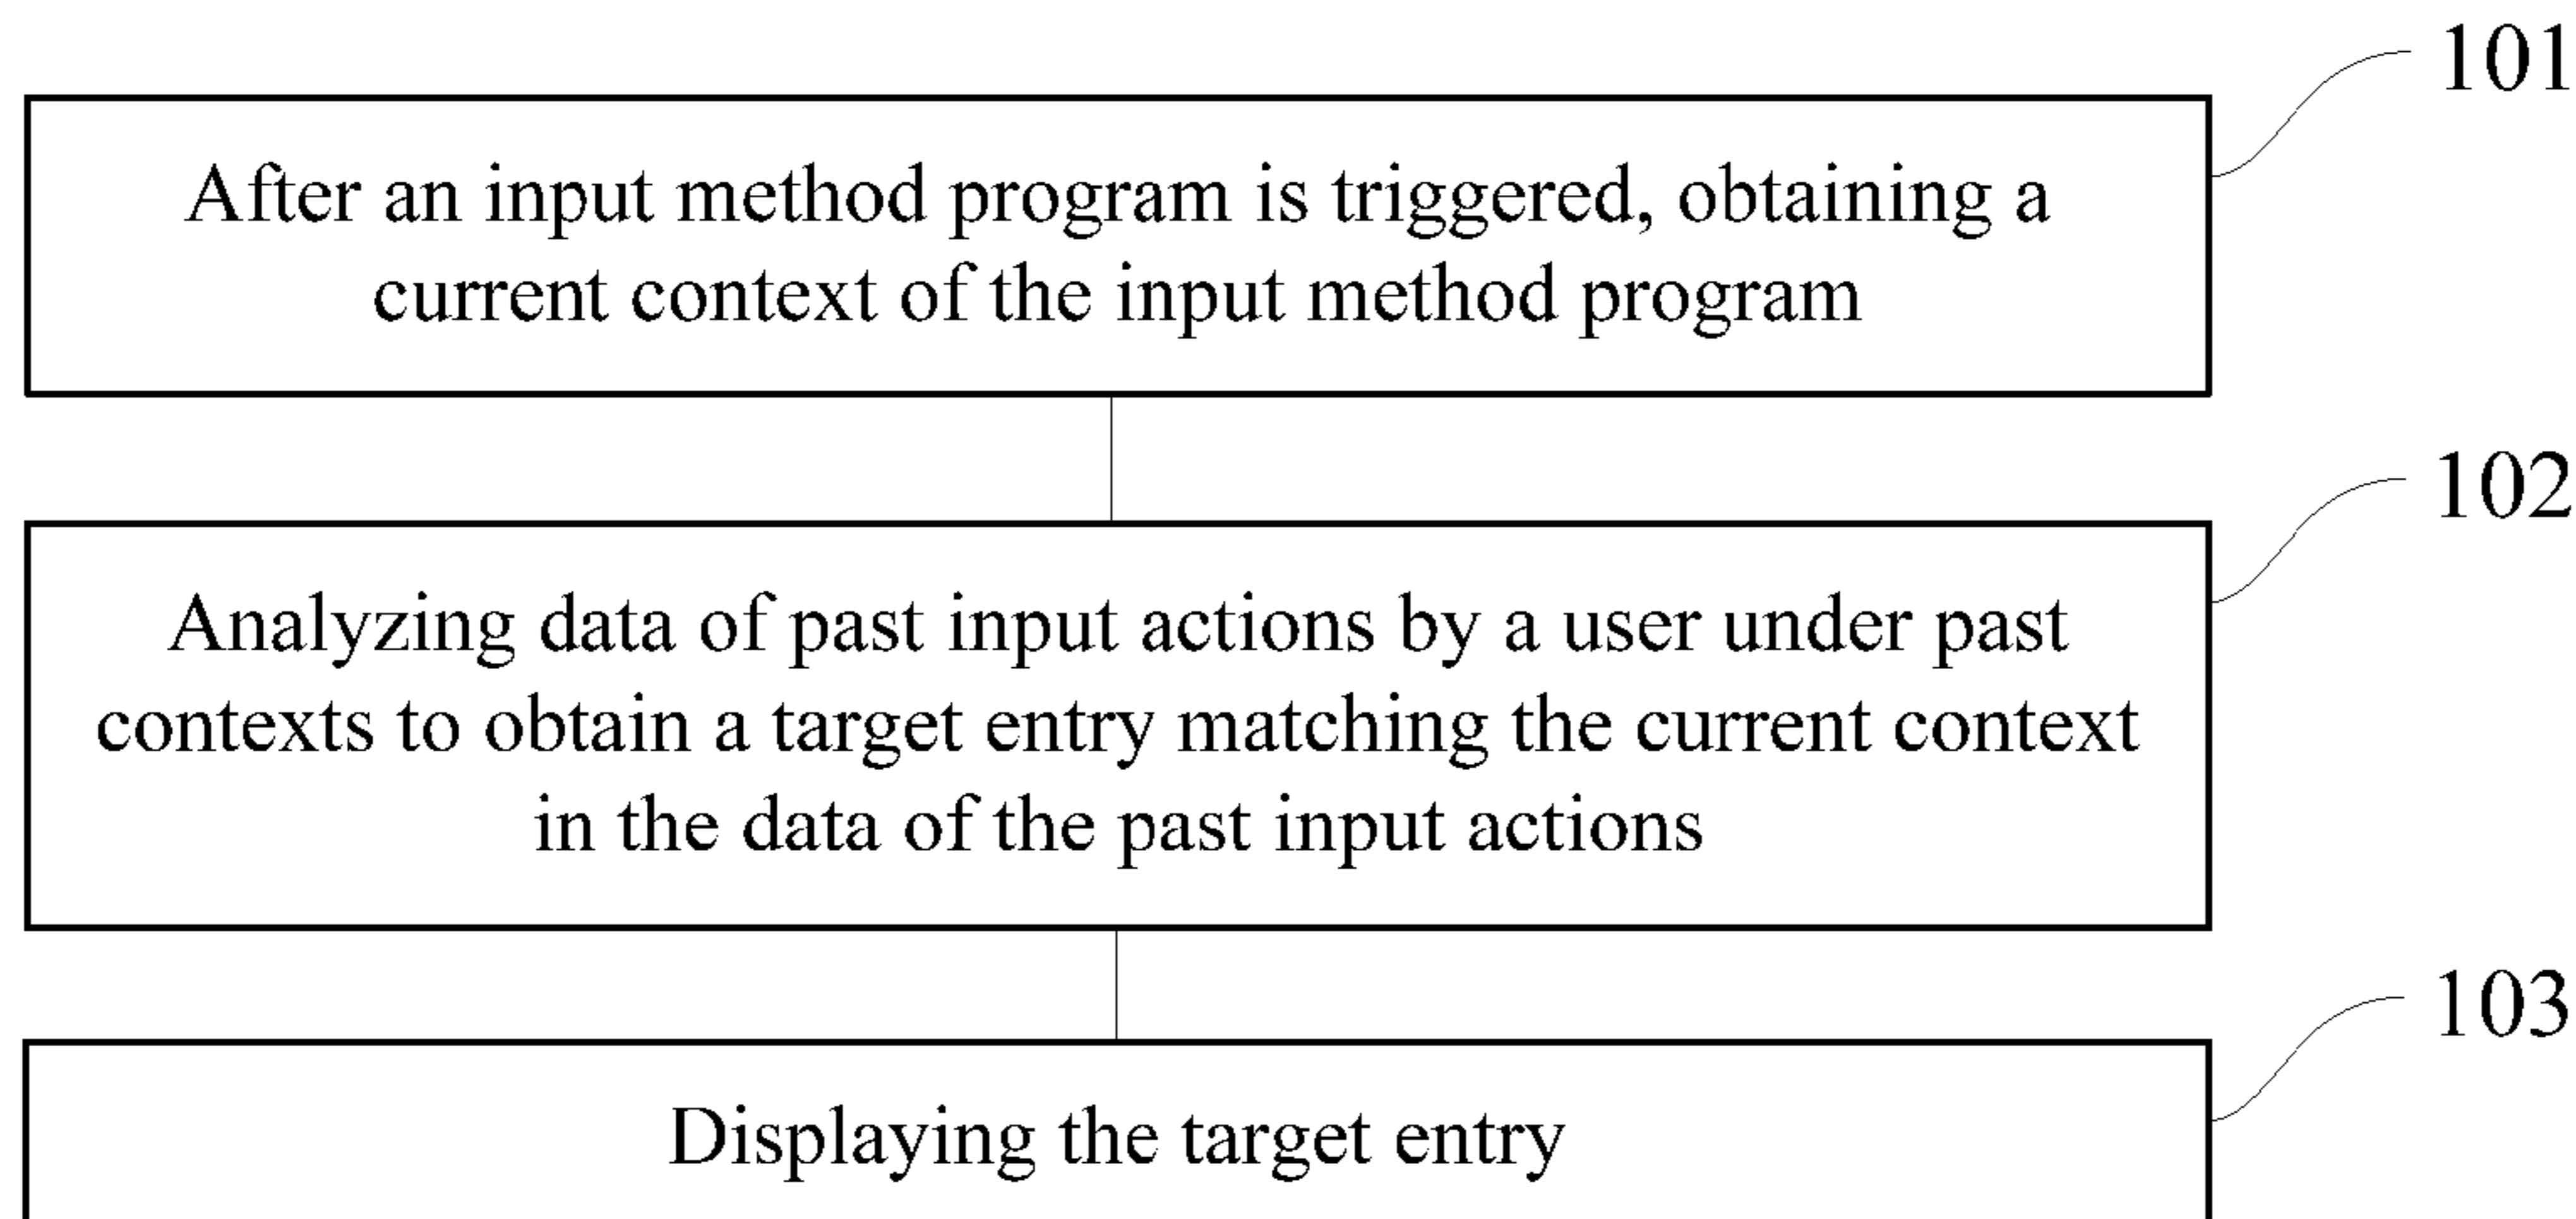 101
After an input method program is triggered, obtaining a
current context of the input method program
102
Analyzing data of past input actions by a user under past
contexts to obtain a target entry matching the current context
in the data of the past input actions
103
Displaying the target entry